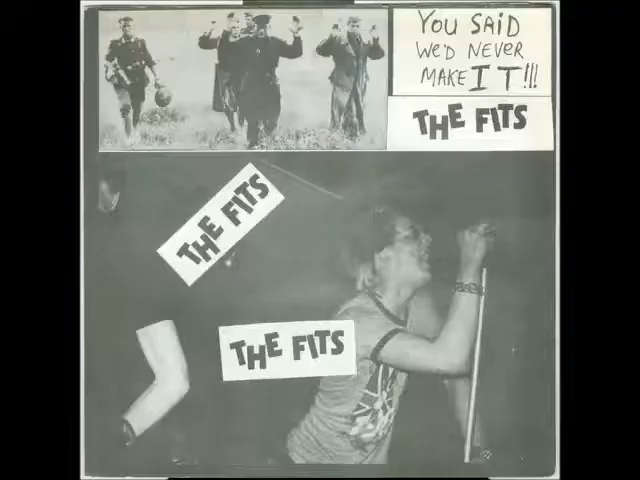 YOU SAID
WE'D NEVER
MAKE IT!!!
THE FITS
THE FITS
THE FITS